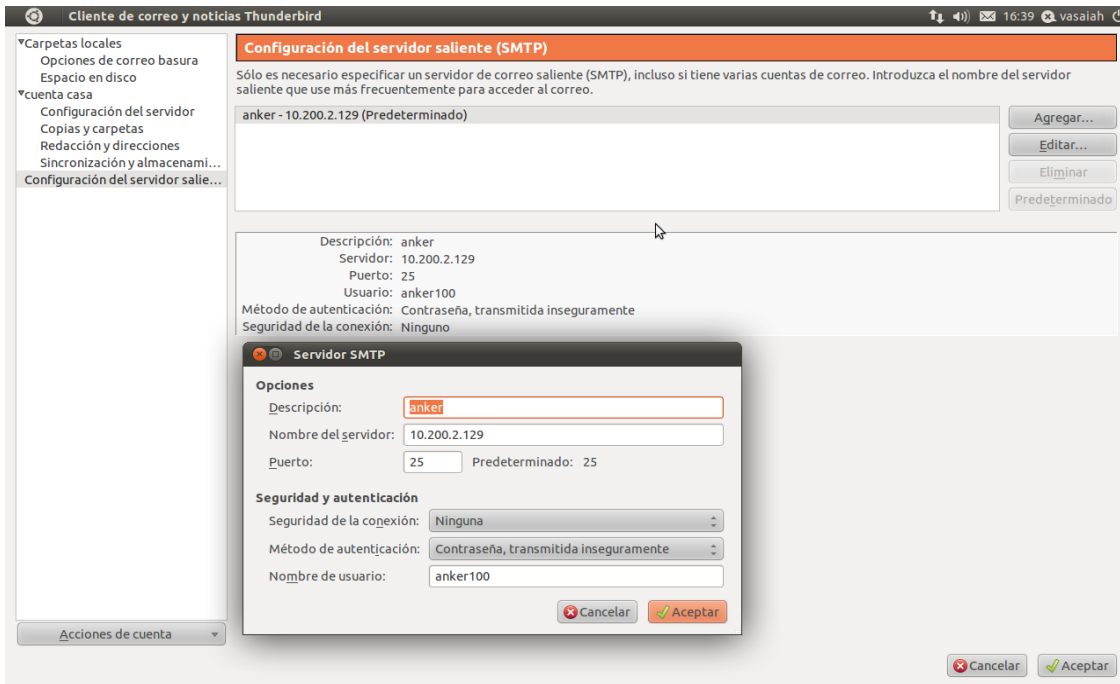 Cliente de correo y noticias Thunderbird
16:39 vasaiah
Carpetas locales
Opciones de correo basura
Espacio en disco
cuenta casa
Configuración del servidor
Copias y carpetas
Redacción y direcciones
Sincronización y almacenami...
Configuración del servidor salie...
Acciones de cuenta
Configuración del servidor saliente (SMTP)
Sólo es necesario especificar un servidor de correo saliente (SMTP), incluso si tiene varias cuentas de correo. Introduzca el nombre del servidor
saliente que use más frecuentemente para acceder al correo.
anker - 10.200.2.129 (Predeterminado)
Agregar...
Editar...
Eliminar
Predeterminado
Descripción: anker
Servidor: 10.200.2.129
Puerto: 25
Usuario: anker100
Método de autenticación: Contraseña, transmitida inseguramente
Seguridad de la conexión: Ninguno
Servidor SMTP
Opciones
Descripción: anker
Nombre del servidor: 10.200.2.129
Puerto: 25 Predeterminado: 25
Seguridad y autenticación
Seguridad de la conexión: Ninguna
Método de autenticación: Contraseña, transmitida inseguramente
Nombre de usuario: anker100
Cancelar Aceptar
Cancelar Aceptar